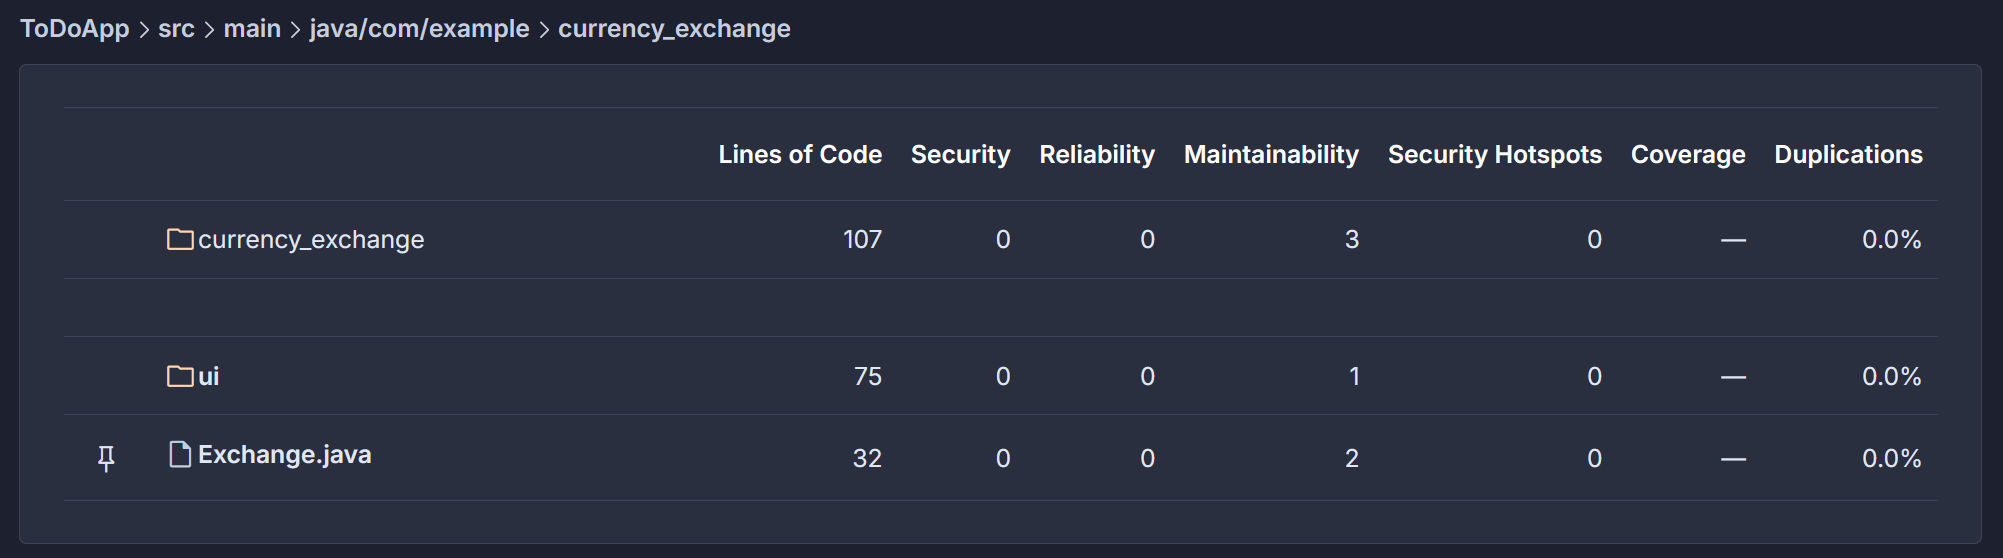 ToDoApp > src > main > java/com/example > currency_exchange
Lines of Code Security Reliability Maintainability Security Hotspots Coverage Duplications
currency_exchange 107 0 0 3 0 — 0.0%
ui 75 0 0 1 0 — 0.0%
Exchange.java 32 0 0 2 0 — 0.0%